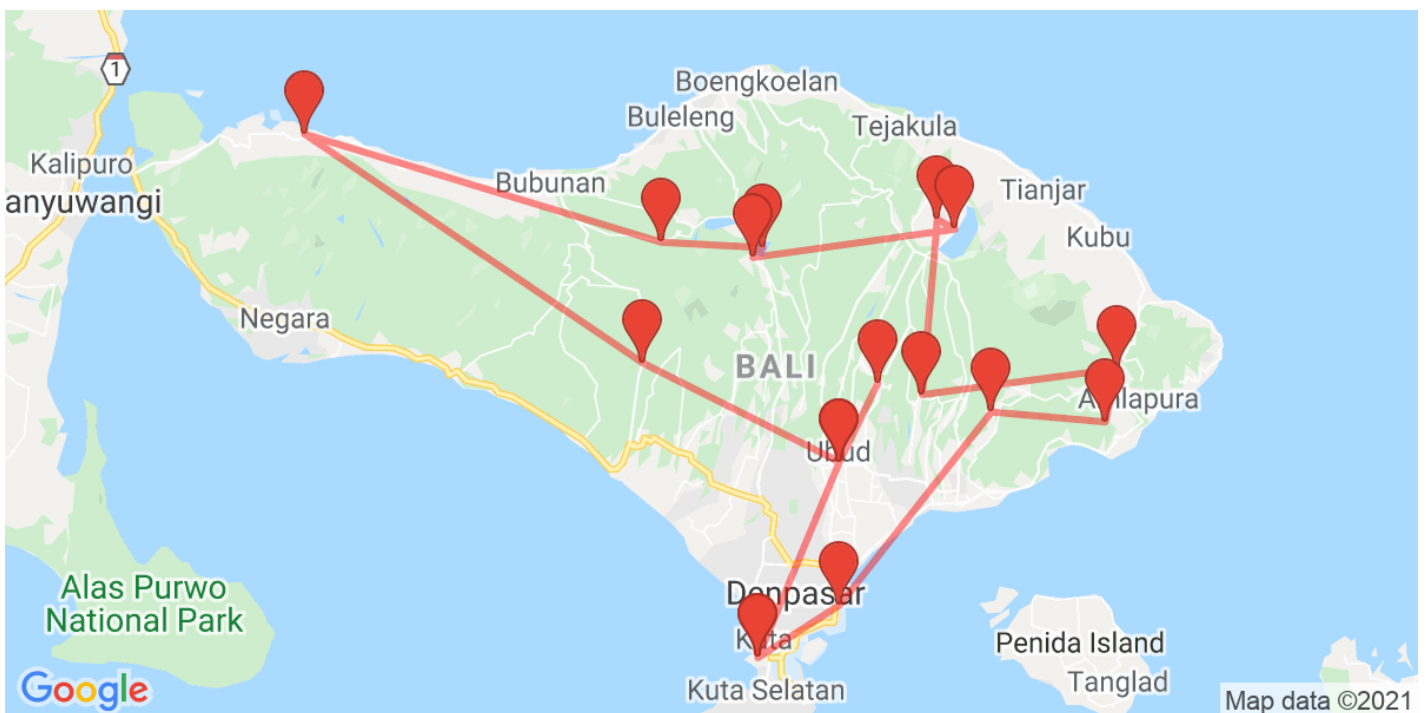 1
Boengkoelan
Buleleng
Tejakula
Kalipuro
anyuwangi
Bubunan
Tianjar
Kubu
Negara
BALI
Ubud
Denpasar
Alas Purwo
National Park
Kuta
Penida Island
Kuta Selatan
Tanglad
Google
Map data ©2021